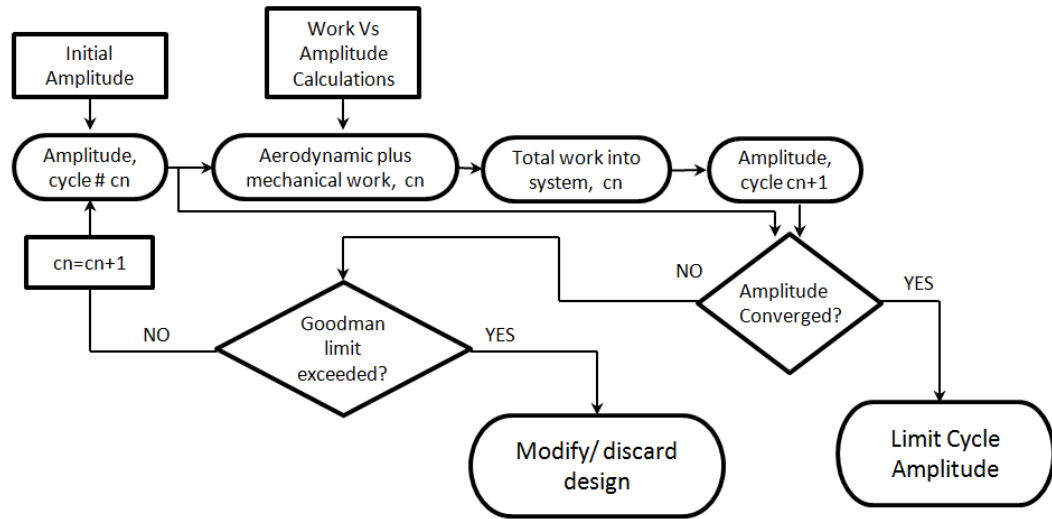 Initial
Amplitude
Work Vs
Amplitude
Calculations
Amplitude,
cycle # cn
Aerodynamic plus
mechanical work, cn
Total work into
system, cn
Amplitude,
cycle cn+1
cn=cn+1
NO
Amplitude
Converged?
YES
NO
Goodman
limit
exceeded?
YES
Modify/ discard
design
Limit Cycle
Amplitude